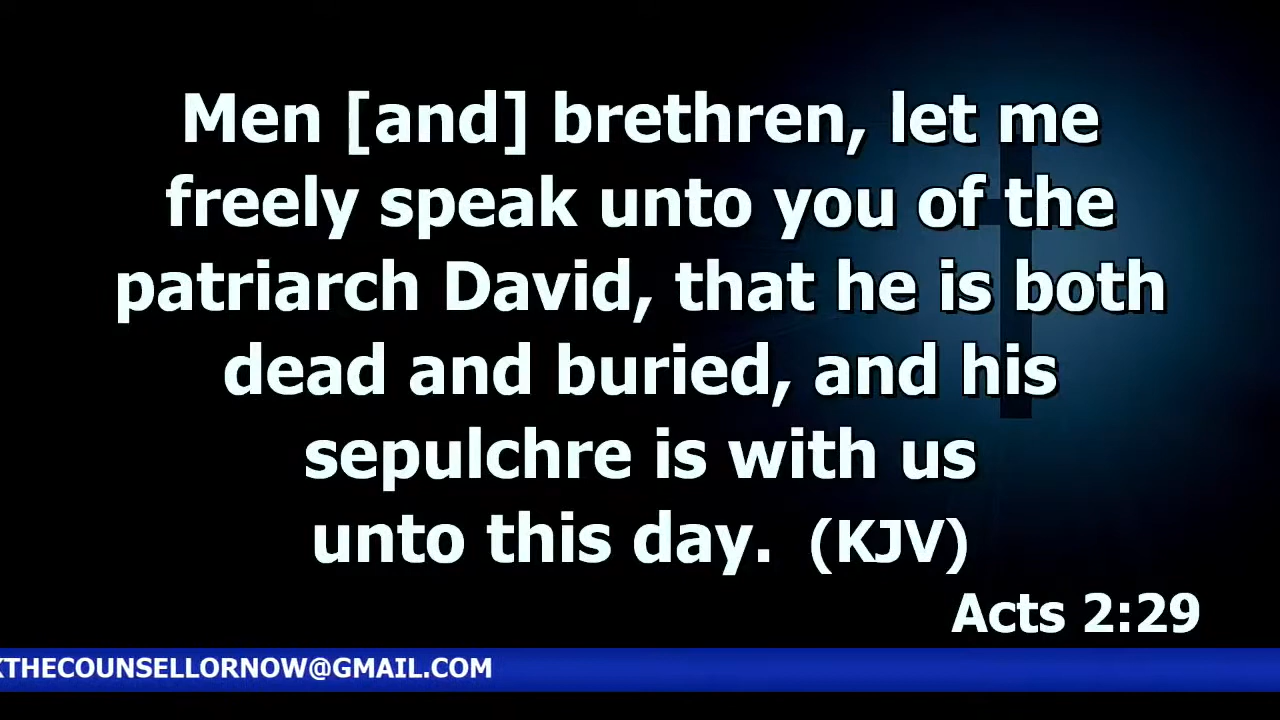 Men [and] brethren, let me
freely speak unto you of the
patriarch David, that he is both
dead and buried, and his
sepulchre is with us
unto this day. (KJV)
Acts 2:29
THECOUNSELLORNOW@GMAIL.COM